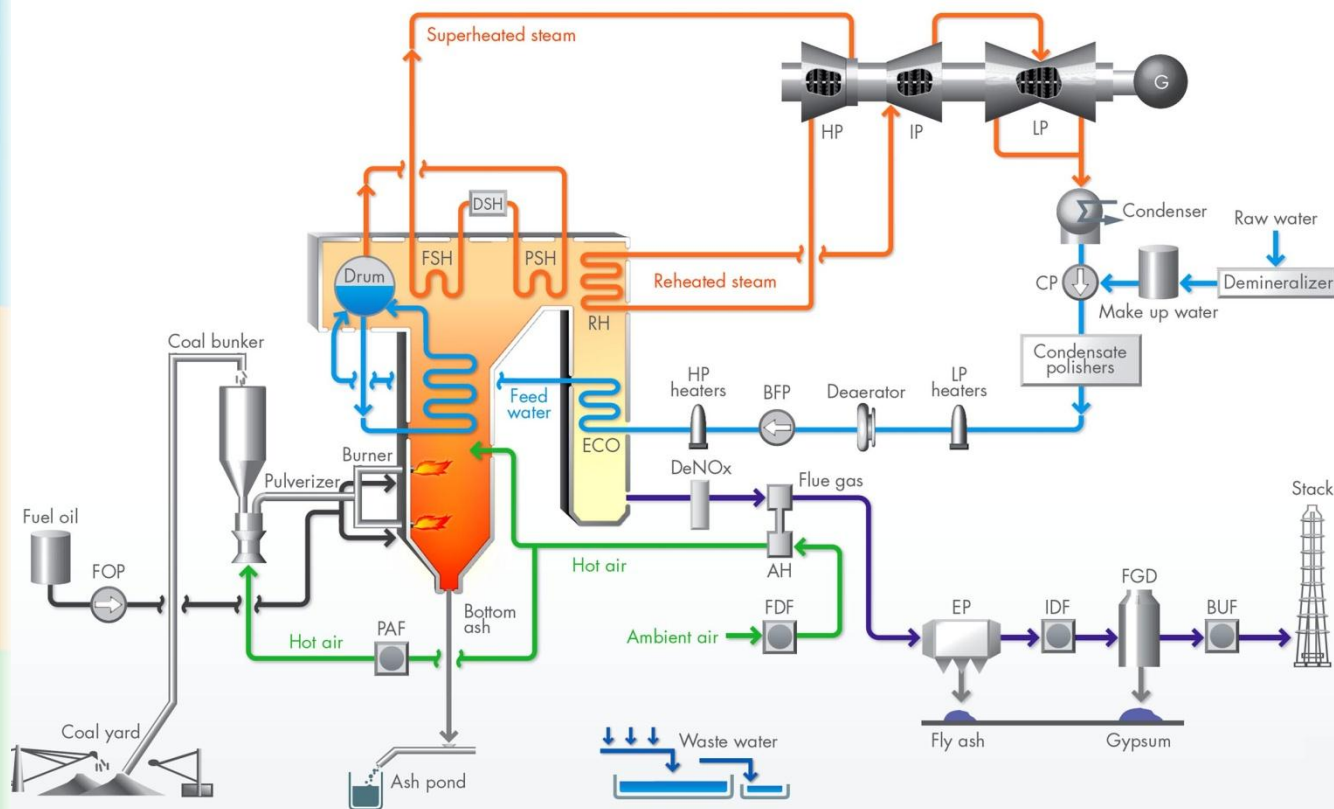 Superheated steam
HP
IP
LP
G
DSH
FSH
PSH
Drum
Reheated steam
RH
Condenser
Raw water
CP
Demineralizer
Make up water
Condensate
polishers
Coal bunker
Feed
water
HP
heaters
BFP
Deaerator
LP
heaters
ECO
Burner
Pulverizer
DeNOx
Flue gas
Stack
Fuel oil
FOP
Hot air
AH
Bottom
ash
FDF
Ambient air
PAF
Hot air
EP
IDF
FGD
BUF
Coal yard
Ash pond
Waste water
Fly ash
Gypsum